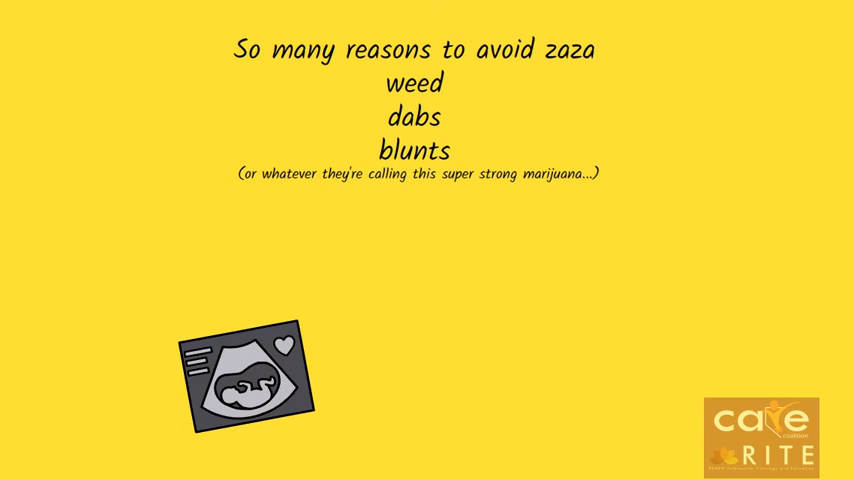 So many reasons to avoid zaza
weed
dabs
blunts
(or whatever they're calling this super strong marijuana...)
care
coalition
RITE